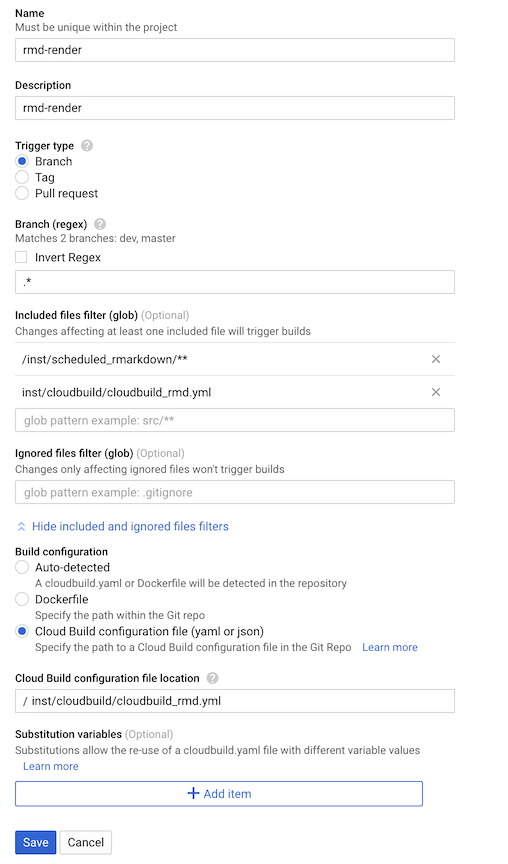 Name
Must be unique within the project
rmd-render
Description
rmd-render
Trigger type ?
Branch
Tag
Pull request
Branch (regex) ?
Matches 2 branches: dev, master
Invert Regex
.*
Included files filter (glob) (Optional)
Changes affecting at least one included file will trigger builds
/inst/scheduled_rmarkdown/**
inst/cloudbuild/cloudbuild_rmd.yml
glob pattern example: src/**
Ignored files filter (glob) (Optional)
Changes only affecting ignored files won't trigger builds
glob pattern example: .gitignore
Hide included and ignored files filters
Build configuration
Auto-detected
A cloudbuild.yaml or Dockerfile will be detected in the repository
Dockerfile
Specify the path within the Git repo
Cloud Build configuration file (yaml or json)
Specify the path to a Cloud Build configuration file in the Git Repo Learn more
Cloud Build configuration file location ?
/ inst/cloudbuild/cloudbuild_rmd.yml
Substitution variables (Optional)
Substitutions allow the re-use of a cloudbuild.yaml file with different variable values
Learn more
+ Add item
Save Cancel